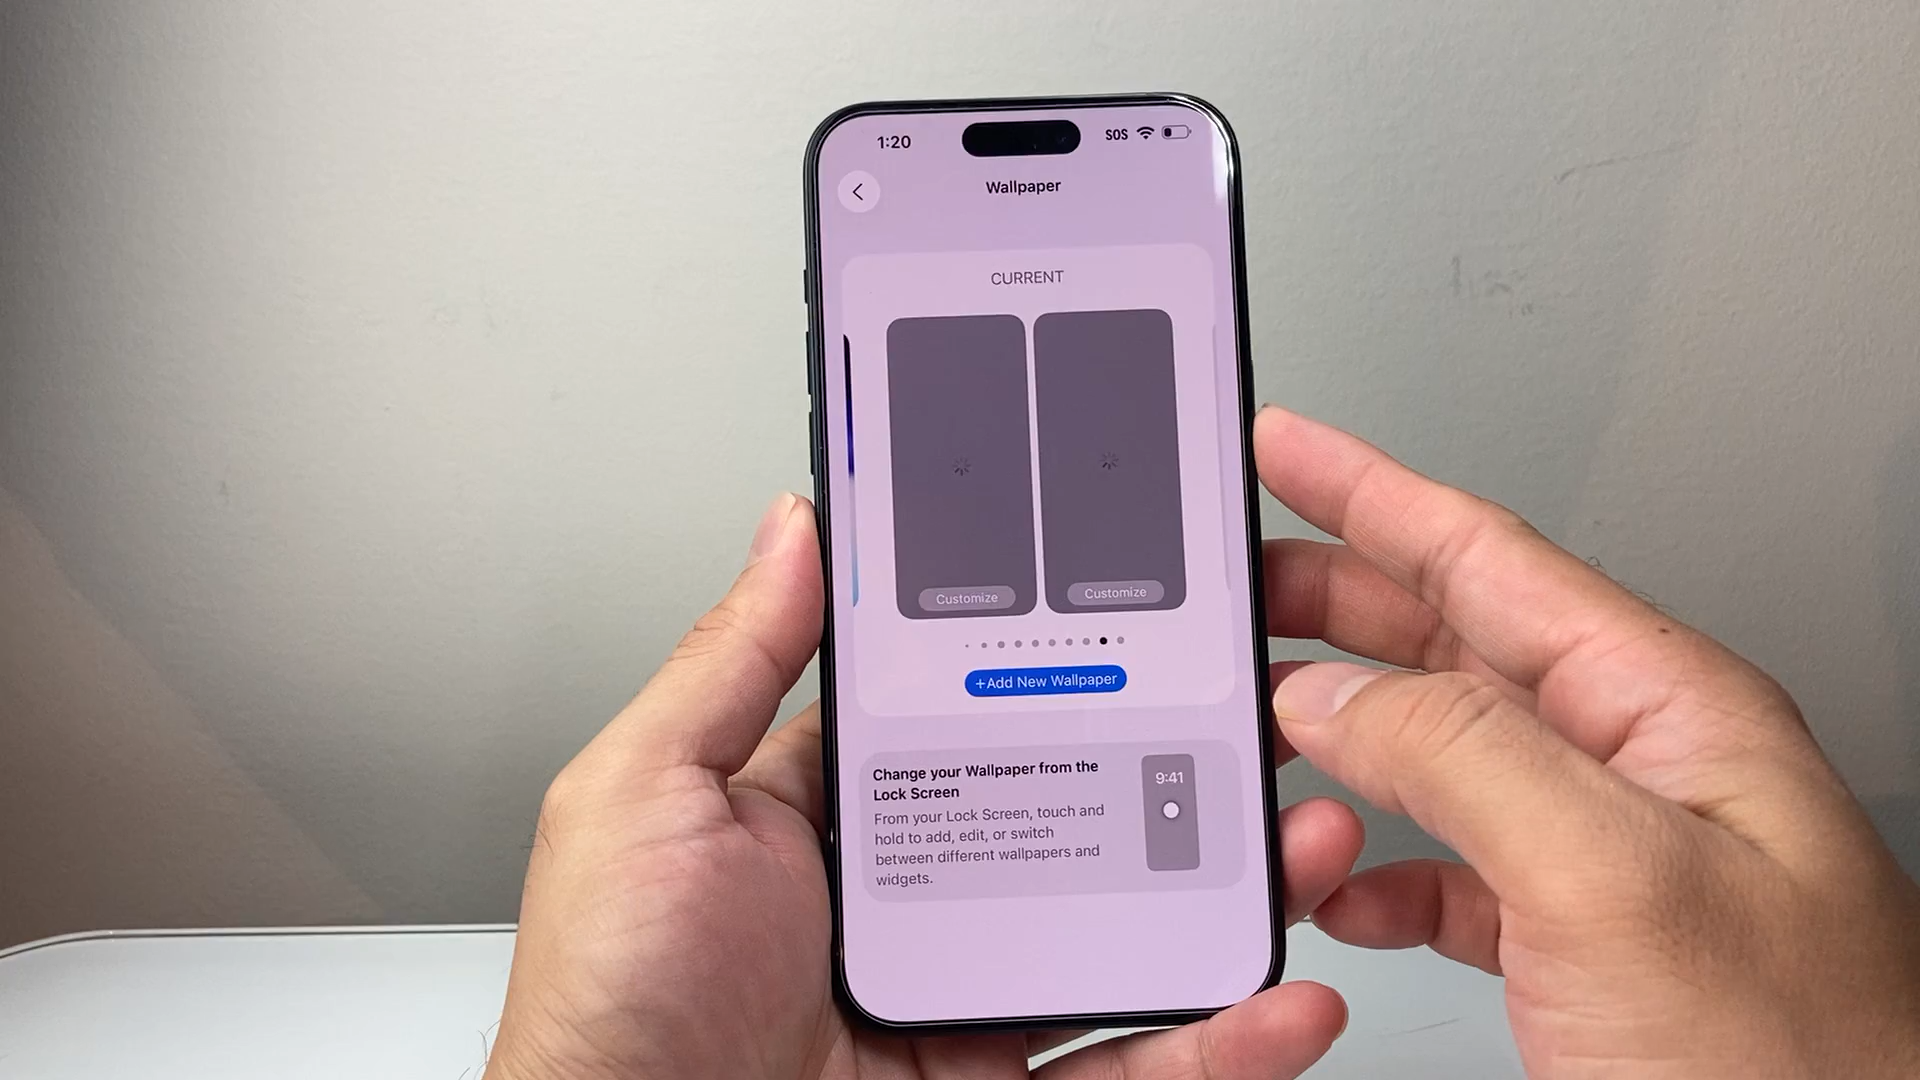 1:20
SOS
Wallpaper
CURRENT
Customize
Customize
+Add New Wallpaper
Change your Wallpaper from the
Lock Screen
From your Lock Screen, touch and
hold to add, edit, or switch
between different wallpapers and
widgets.
9:41